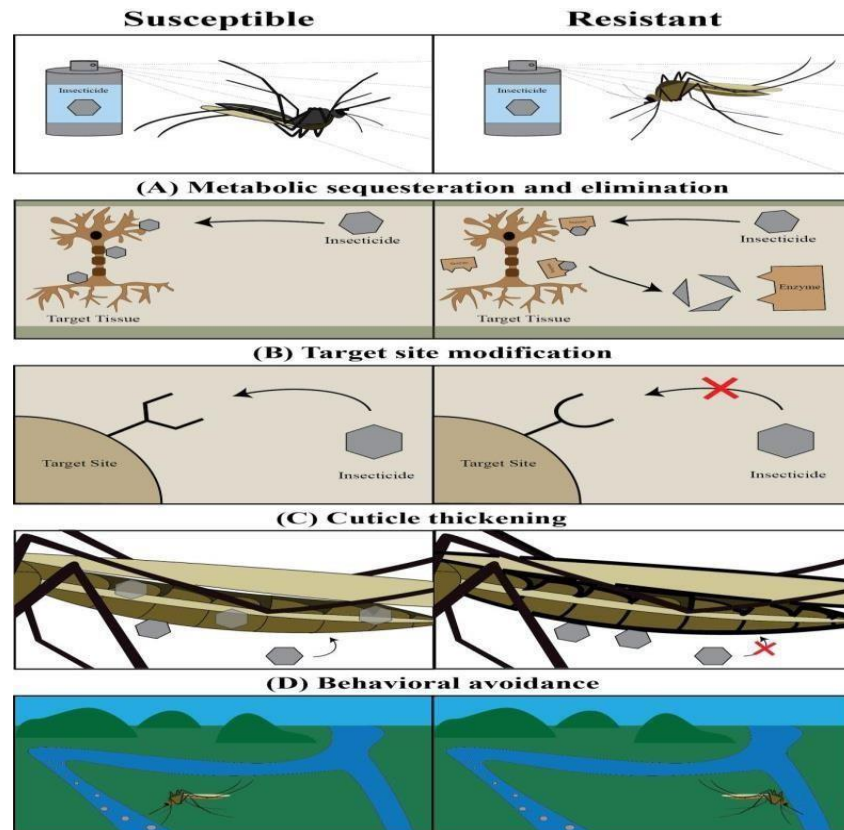 Susceptible
Resistant
Insecticide
Insecticide
(A) Metabolic sequesteration and elimination
Insecticide
Target Tissue
Insecticide
Target Tissue
Enzyme
(B) Target site modification
Target Site
Insecticide
Target Site
Insecticide
(C) Cuticle thickening
(D) Behavioral avoidance